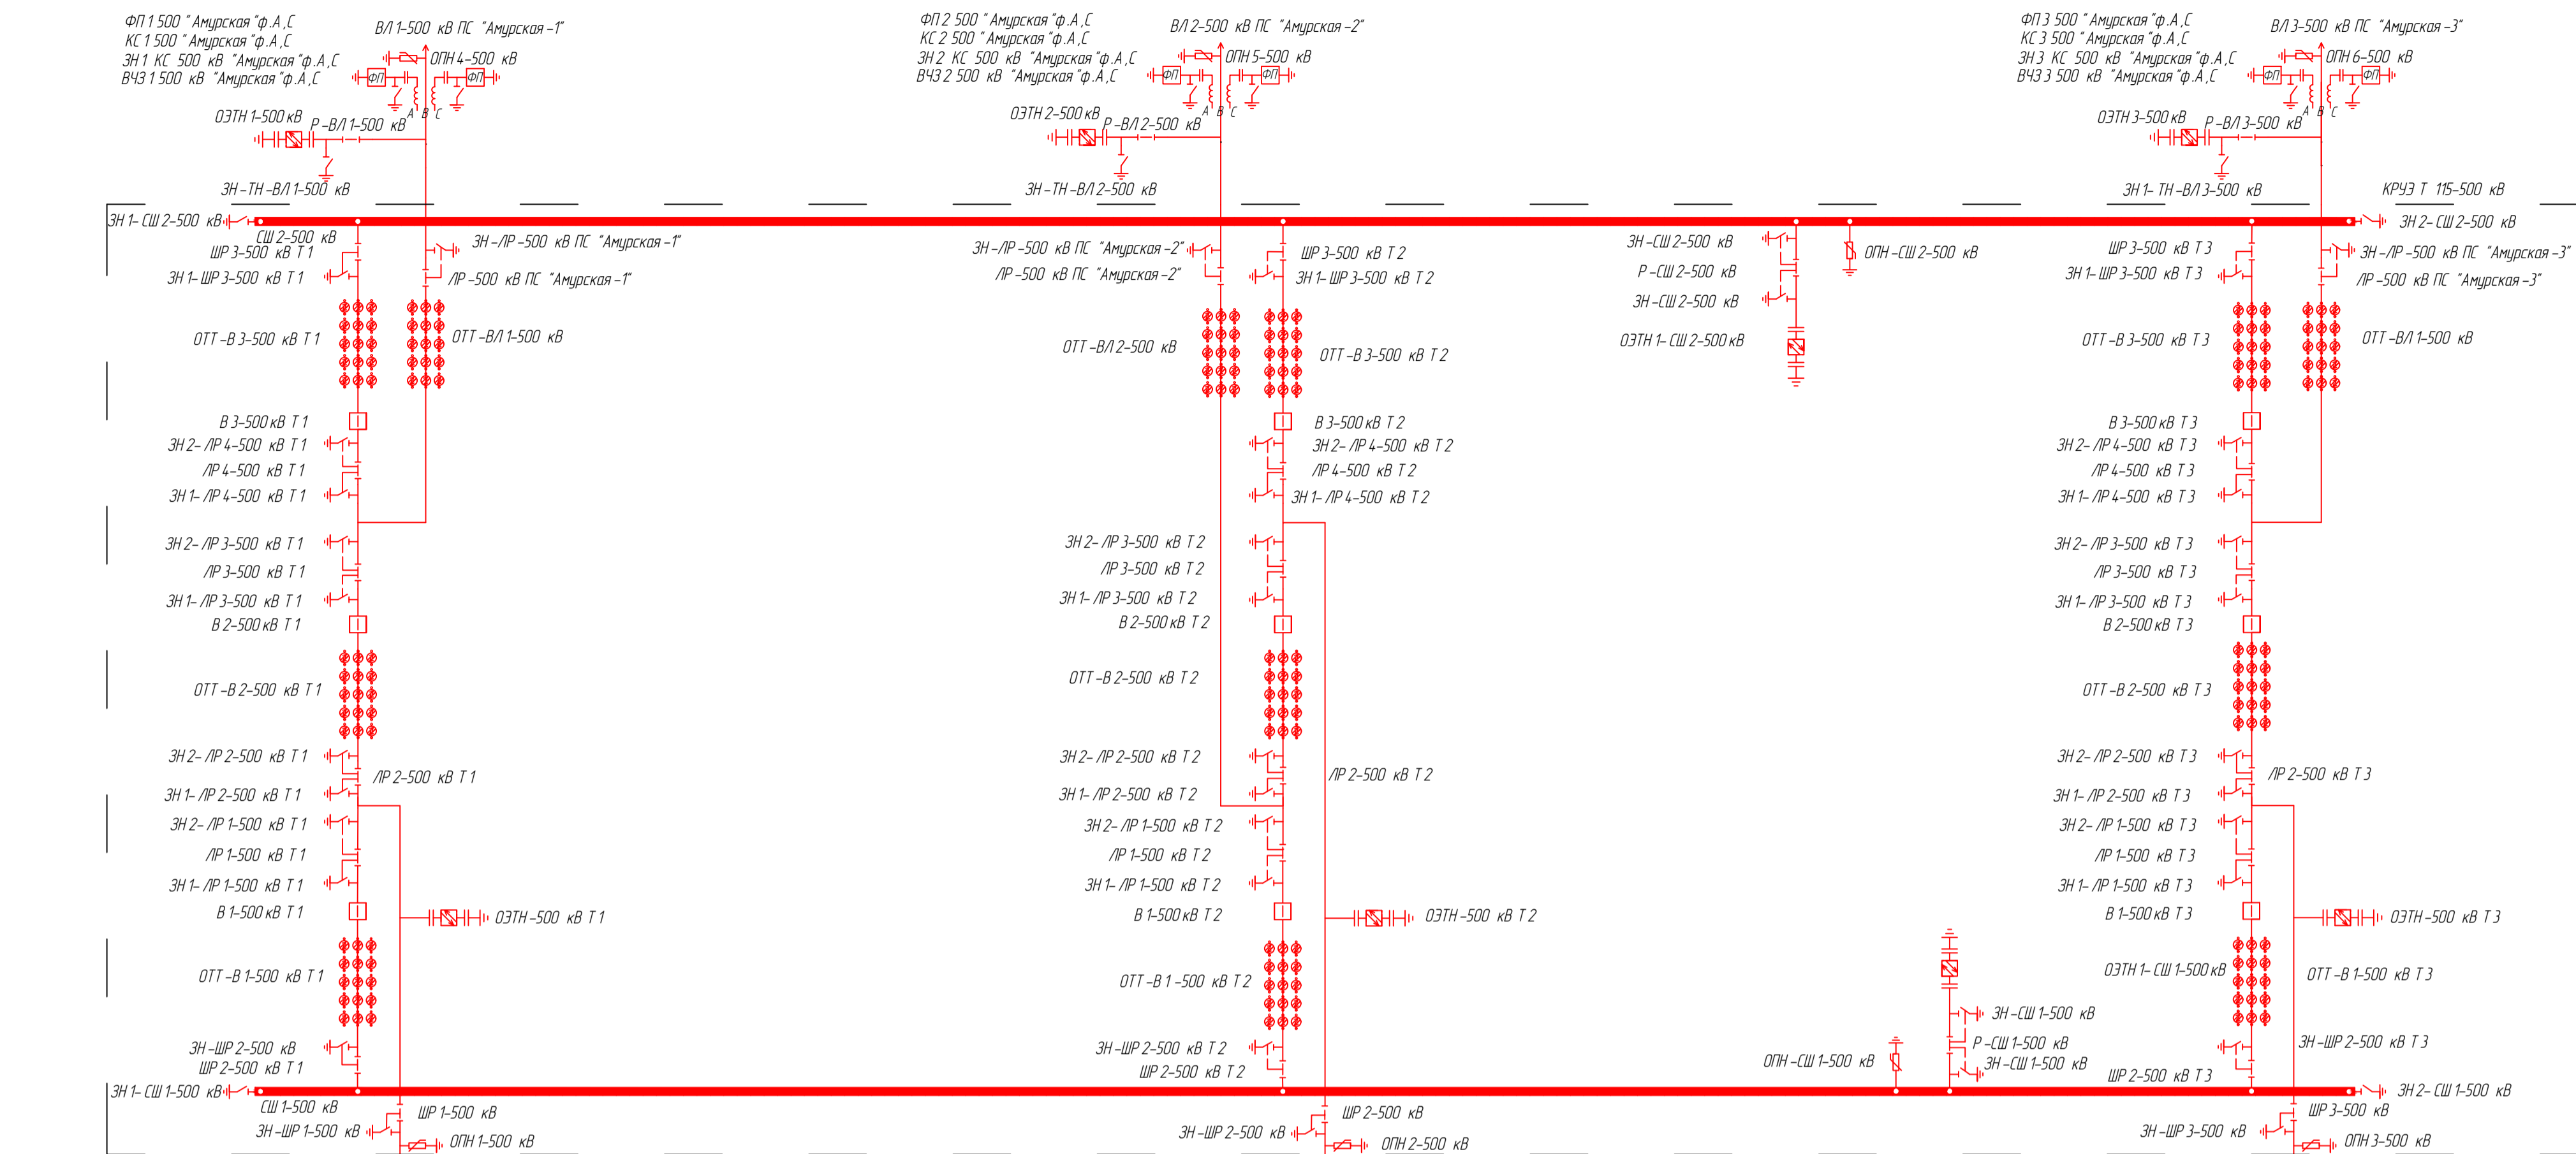 ФП 1 500 "Амурская "ф.А ,С
КС 1 500 "Амурская "ф.А ,С
ЗН 1 КС 500 кВ "Амурская "ф.А ,С
ВЧЗ 1 500 кВ "Амурская "ф.А ,С
ВЛ 1-500 кВ ПС "Амурская -1"
ОПН 4-500 кВ
ФП
ФП
А В С
ОЭТН 1-500 кВ
Р -ВЛ 1-500 кВ
ЗН -ТН -ВЛ 1-500 кВ
ФП 2 500 "Амурская "ф.А ,С
КС 2 500 "Амурская "ф.А ,С
ЗН 2 КС 500 кВ "Амурская "ф.А ,С
ВЧЗ 2 500 кВ "Амурская "ф.А ,С
ВЛ 2-500 кВ ПС "Амурская -2"
ОПН 5-500 кВ
ФП
ФП
А В С
ОЭТН 2-500 кВ
Р -ВЛ 2-500 кВ
ЗН -ТН -ВЛ 2-500 кВ
ФП 3 500 "Амурская "ф.А ,С
КС 3 500 "Амурская "ф.А ,С
ЗН 3 КС 500 кВ "Амурская "ф.А ,С
ВЧЗ 3 500 кВ "Амурская "ф.А ,С
ВЛ 3-500 кВ ПС "Амурская -3"
ОПН 6-500 кВ
ФП
ФП
А В С
ОЭТН 3-500 кВ
Р -ВЛ 3-500 кВ
ЗН 1- ТН -ВЛ 3-500 кВ
КРУЭ Т 115-500 кВ
ЗН 1- СШ 2-500 кВ
СШ 2-500 кВ
ЗН 2- СШ 2-500 кВ
ШР 3-500 кВ Т 1
ЗН 1- ШР 3-500 кВ Т 1
ЗН -ЛР -500 кВ ПС "Амурская -1"
ЛР -500 кВ ПС "Амурская -1"
ОТТ -В 3-500 кВ Т 1
ОТТ -ВЛ 1-500 кВ
В 3-500 кВ Т 1
ЗН 2- ЛР 4-500 кВ Т 1
ЛР 4-500 кВ Т 1
ЗН 1- ЛР 4-500 кВ Т 1
ЗН 2- ЛР 3-500 кВ Т 1
ЛР 3-500 кВ Т 1
ЗН 1- ЛР 3-500 кВ Т 1
В 2-500 кВ Т 1
ОТТ -В 2-500 кВ Т 1
ЗН 2- ЛР 2-500 кВ Т 1
ЛР 2-500 кВ Т 1
ЗН 1- ЛР 2-500 кВ Т 1
ЗН 2- ЛР 1-500 кВ Т 1
ЛР 1-500 кВ Т 1
ЗН 1- ЛР 1-500 кВ Т 1
В 1-500 кВ Т 1
ОЭТН -500 кВ Т 1
ОТТ -В 1-500 кВ Т 1
ЗН -ШР 2-500 кВ
ШР 2-500 кВ Т 1
ЗН -ЛР -500 кВ ПС "Амурская -2"
ЛР -500 кВ ПС "Амурская -2"
ШР 3-500 кВ Т 2
ЗН 1- ШР 3-500 кВ Т 2
ОТТ -ВЛ 2-500 кВ
ОТТ -В 3-500 кВ Т 2
В 3-500 кВ Т 2
ЗН 2- ЛР 4-500 кВ Т 2
ЛР 4-500 кВ Т 2
ЗН 1- ЛР 4-500 кВ Т 2
ЗН 2- ЛР 3-500 кВ Т 2
ЛР 3-500 кВ Т 2
ЗН 1- ЛР 3-500 кВ Т 2
В 2-500 кВ Т 2
ОТТ -В 2-500 кВ Т 2
ЗН 2- ЛР 2-500 кВ Т 2
ЛР 2-500 кВ Т 2
ЗН 1- ЛР 2-500 кВ Т 2
ЗН 2- ЛР 1-500 кВ Т 2
ЛР 1-500 кВ Т 2
ЗН 1- ЛР 1-500 кВ Т 2
В 1-500 кВ Т 2
ОЭТН -500 кВ Т 2
ОТТ -В 1 -500 кВ Т 2
ЗН -ШР 2-500 кВ Т 2
ШР 2-500 кВ Т 2
ЗН -СШ 2-500 кВ
Р -СШ 2-500 кВ
ЗН -СШ 2-500 кВ
ОЭТН 1- СШ 2-500 кВ
ОПН -СШ 2-500 кВ
ШР 3-500 кВ Т 3
ЗН 1- ШР 3-500 кВ Т 3
ЗН -ЛР -500 кВ ПС "Амурская -3"
ЛР -500 кВ ПС "Амурская -3"
ОТТ -В 3-500 кВ Т 3
ОТТ -ВЛ 1-500 кВ
В 3-500 кВ Т 3
ЗН 2- ЛР 4-500 кВ Т 3
ЛР 4-500 кВ Т 3
ЗН 1- ЛР 4-500 кВ Т 3
ЗН 2- ЛР 3-500 кВ Т 3
ЛР 3-500 кВ Т 3
ЗН 1- ЛР 3-500 кВ Т 3
В 2-500 кВ Т 3
ОТТ -В 2-500 кВ Т 3
ЗН 2- ЛР 2-500 кВ Т 3
ЛР 2-500 кВ Т 3
ЗН 1- ЛР 2-500 кВ Т 3
ЗН 2- ЛР 1-500 кВ Т 3
ЛР 1-500 кВ Т 3
ЗН 1- ЛР 1-500 кВ Т 3
В 1-500 кВ Т 3
ОЭТН -500 кВ Т 3
ОЭТН 1- СШ 1-500 кВ
ОТТ -В 1-500 кВ Т 3
ЗН -СШ 1-500 кВ
Р -СШ 1-500 кВ
ЗН -СШ 1-500 кВ
ОПН -СШ 1-500 кВ
ЗН -ШР 2-500 кВ Т 3
ШР 2-500 кВ Т 3
ЗН 1- СШ 1-500 кВ
СШ 1-500 кВ
ЗН 2- СШ 1-500 кВ
ШР 1-500 кВ
ЗН -ШР 1-500 кВ
ОПН 1-500 кВ
ШР 2-500 кВ
ЗН -ШР 2-500 кВ
ОПН 2-500 кВ
ШР 3-500 кВ
ЗН -ШР 3-500 кВ
ОПН 3-500 кВ